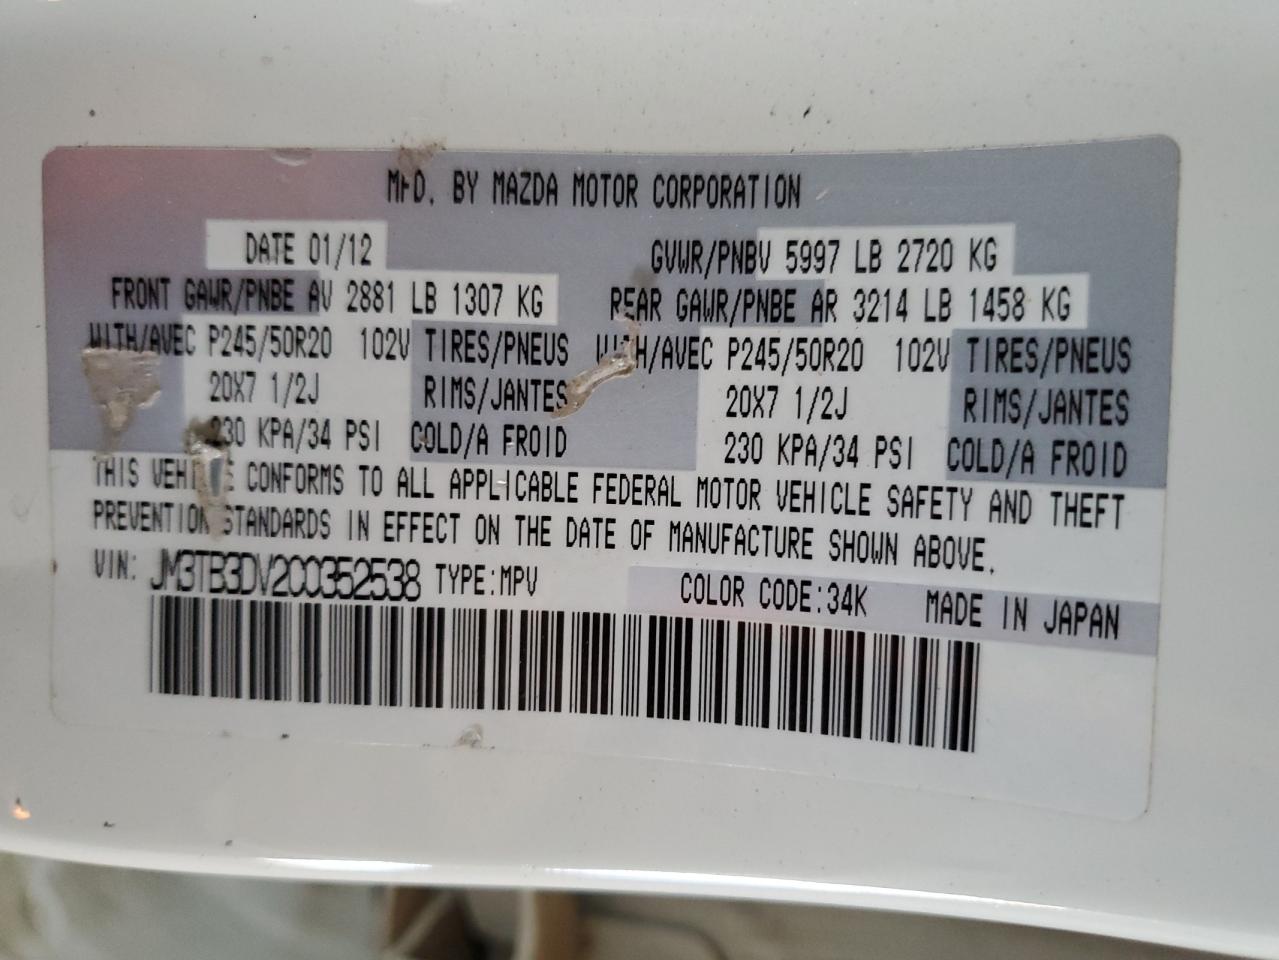 MFD. BY MAZDA MOTOR CORPORATION
DATE 01/12 GVWR/PNBV 5997 LB 2720 KG
FRONT GAWR/PNBE AV 2881 LB 1307 KG REAR GAWR/PNBE AR 3214 LB 1458 KG
WITH/AVEC P245/50R20 102V TIRES/PNEUS WITH/AVEC P245/50R20 102V TIRES/PNEUS
20X7 1/2J RIMS/JANTES 20X7 1/2J RIMS/JANTES
230 KPA/34 PSI COLD/A FROID 230 KPA/34 PSI COLD/A FROID
THIS VEHICLE CONFORMS TO ALL APPLICABLE FEDERAL MOTOR VEHICLE SAFETY AND THEFT
PREVENTION STANDARDS IN EFFECT ON THE DATE OF MANUFACTURE SHOWN ABOVE.
VIN: JM3TB3DV2C0352538 TYPE:MPV COLOR CODE:34K MADE IN JAPAN